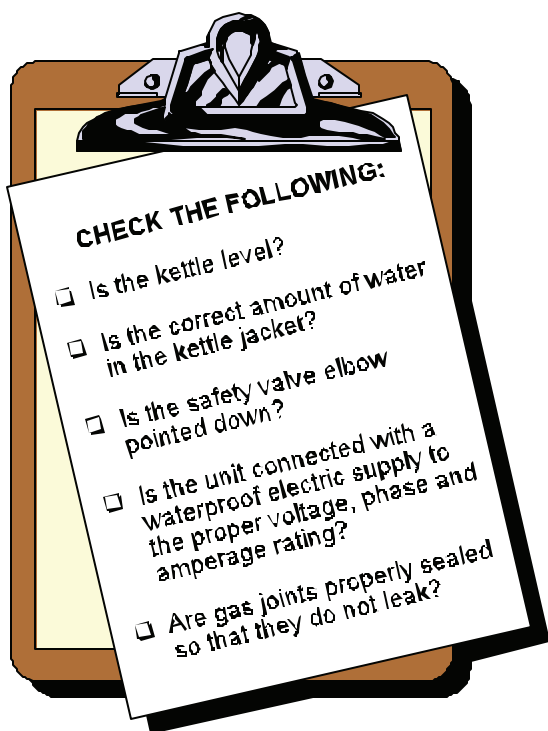 CHECK THE FOLLOWING:
Is the kettle level?
Is the correct amount of water
in the kettle jacket?
Is the safety valve elbow
pointed down?
Is the unit connected with a
waterproof electric supply to
the proper voltage, phase and
amperage rating?
Are gas joints properly sealed
so that they do not leak?